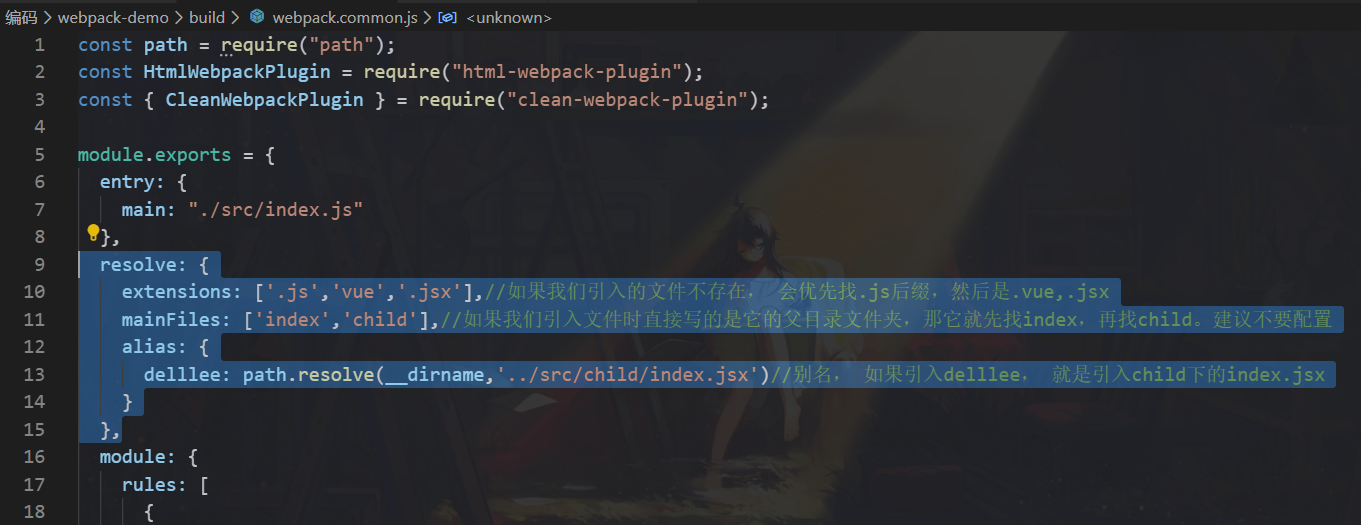 编码 > webpack-demo > build > webpack.common.js > <unknown>
1 const path = require("path");
2 const HtmlWebpackPlugin = require("html-webpack-plugin");
3 const { CleanWebpackPlugin } = require("clean-webpack-plugin");
4
5 module.exports = {
6   entry: {
7     main: "./src/index.js"
8   },
9   resolve: {
10     extensions: ['.js','vue','.jsx'],//如果我们引入的文件不存在， 会优先找.js后缀，然后是.vue,.jsx
11     mainFiles: ['index','child'],//如果我们引入文件时直接写的是它的父目录文件夹，那它就先找index，再找child。建议不要配置
12     alias: {
13       delllee: path.resolve(__dirname,'../src/child/index.jsx')//别名， 如果引入delllee， 就是引入child下的index.jsx
14     }
15   },
16   module: {
17     rules: [
18       {